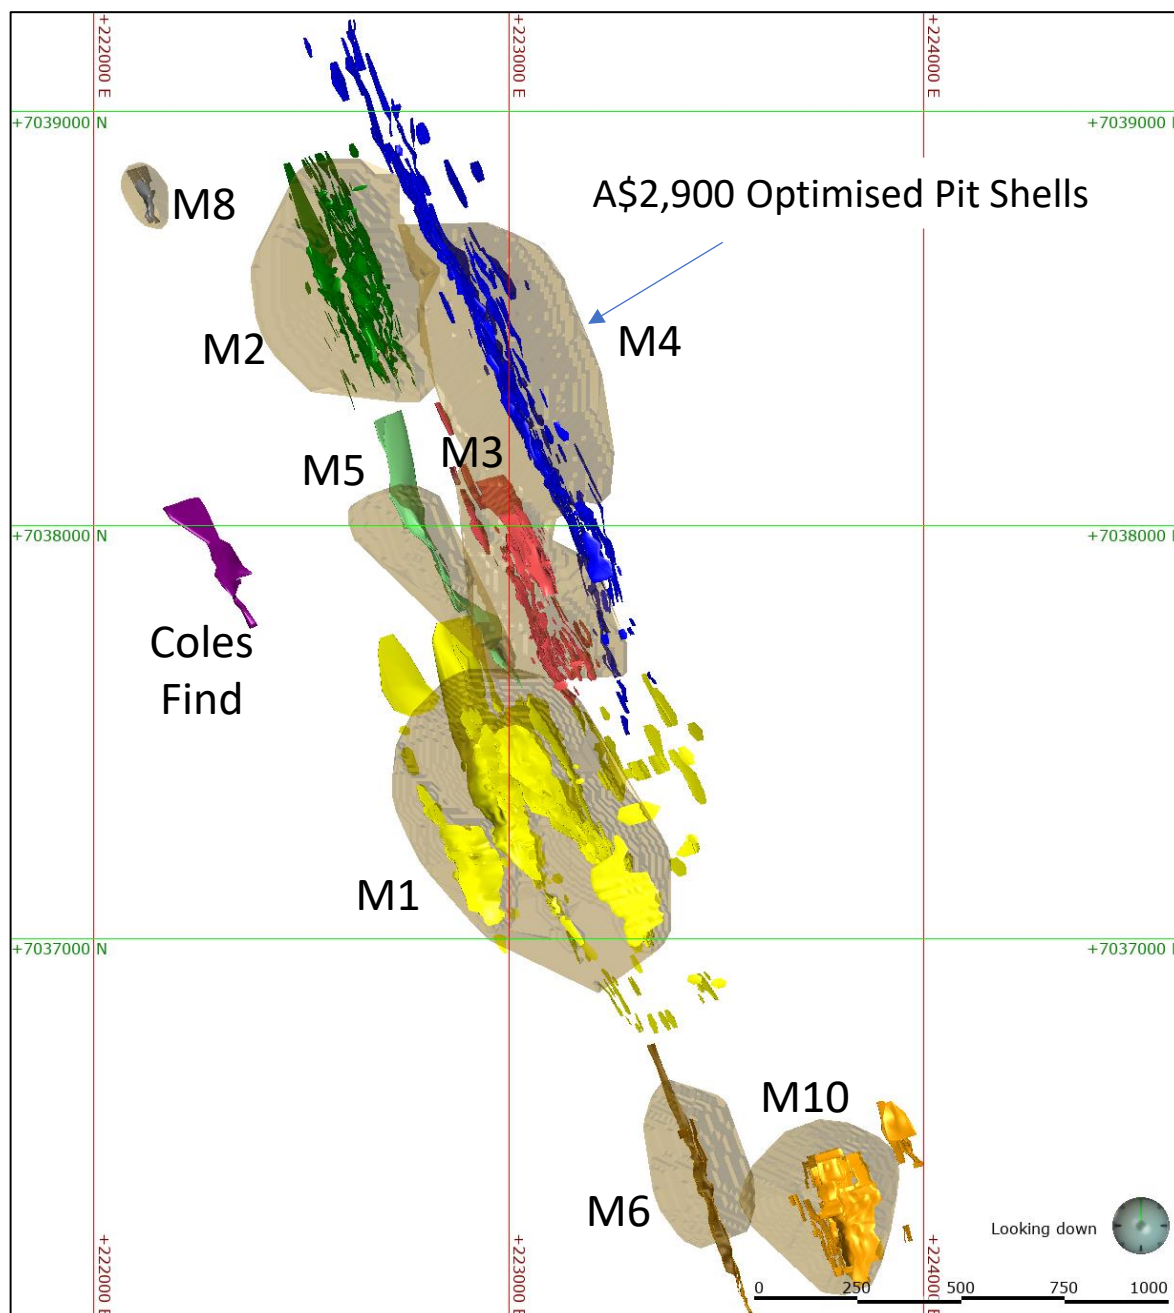 +222000 E
+223000 E
+224000 E
+7039000 N
+7039000 N
A$2,900 Optimised Pit Shells
M8
M2
M4
M3
M5
+7038000 N
+7038000 N
Coles
Find
M1
+7037000 N
+7037000 N
M10
M6
Looking down
+222000 E
+223000 E
+224000 E
0
250
500
750
1000